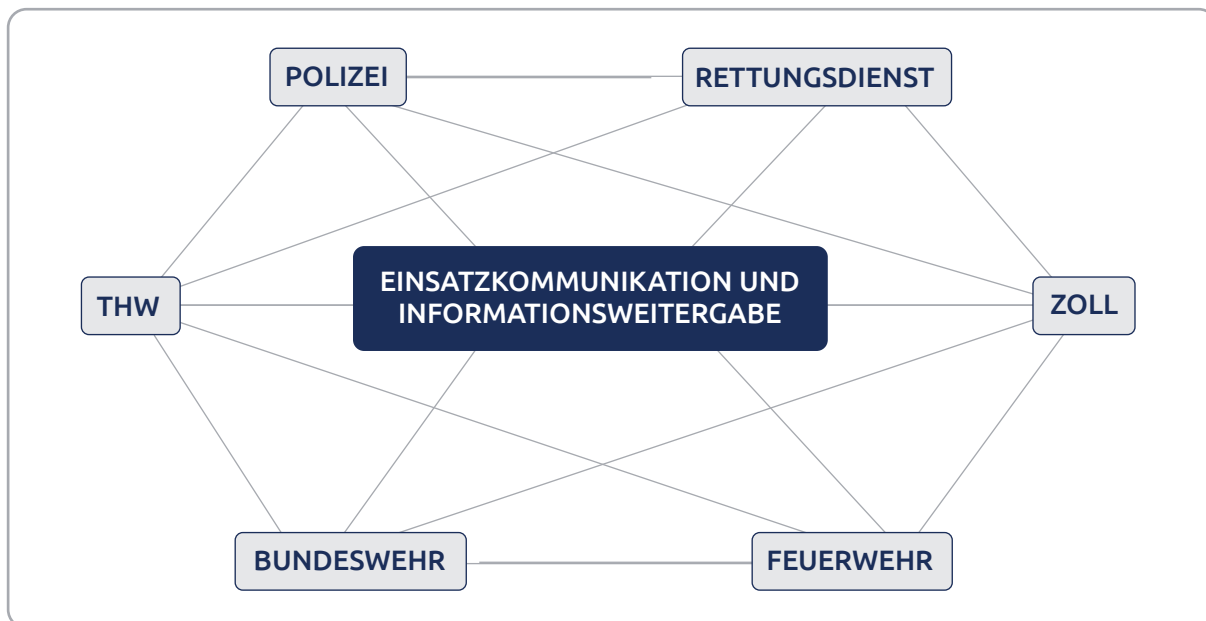 POLIZEI
RETTUNGSDIENST
EINSATZKOMMUNIKATION UND
INFORMATIONSWEITERGABE
THW
ZOLL
BUNDESWEHR
FEUERWEHR